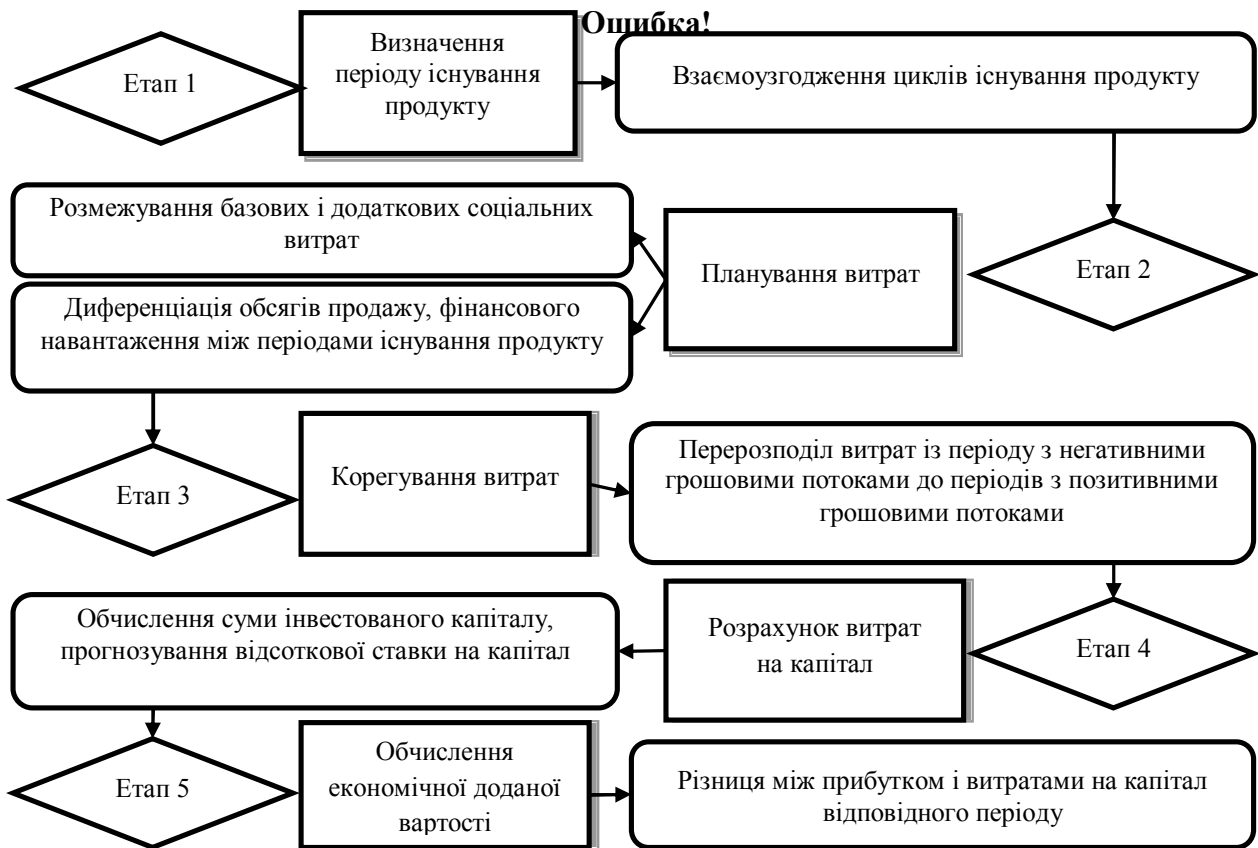 Ошибка!
Етап 1
Визначення
періоду існування
продукту
Взаємоузгодження циклів існування продукту
Розмежування базових і додаткових соціальних
витрат
Планування витрат
Етап 2
Диференціація обсягів продажу, фінансового
навантаження між періодами існування продукту
Етап 3
Корегування витрат
Перерозподіл витрат із періоду з негативними
грошовими потоками до періодів з позитивними
грошовими потоками
Обчислення суми інвестованого капіталу,
прогнозування відсоткової ставки на капітал
Розрахунок витрат
на капітал
Етап 4
Етап 5
Обчислення
економічної доданої
вартості
Різниця між прибутком і витратами на капітал
відповідного періоду